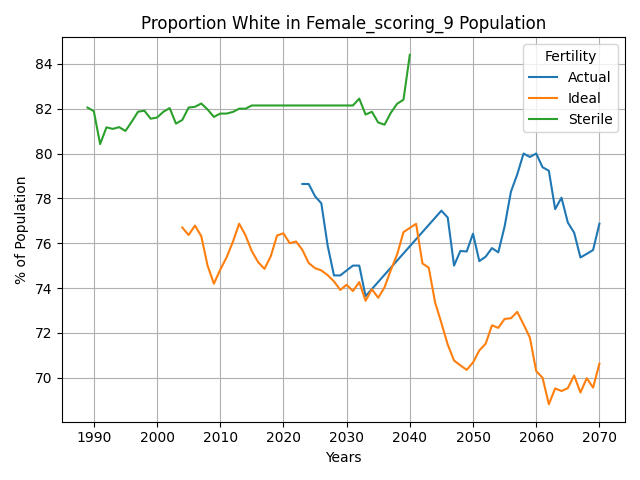 Proportion White in Female_scoring_9 Population
Fertility
Actual
Ideal
Sterile
% of Population
84
82
80
78
76
74
72
70
1990 2000 2010 2020 2030 2040 2050 2060 2070
Years